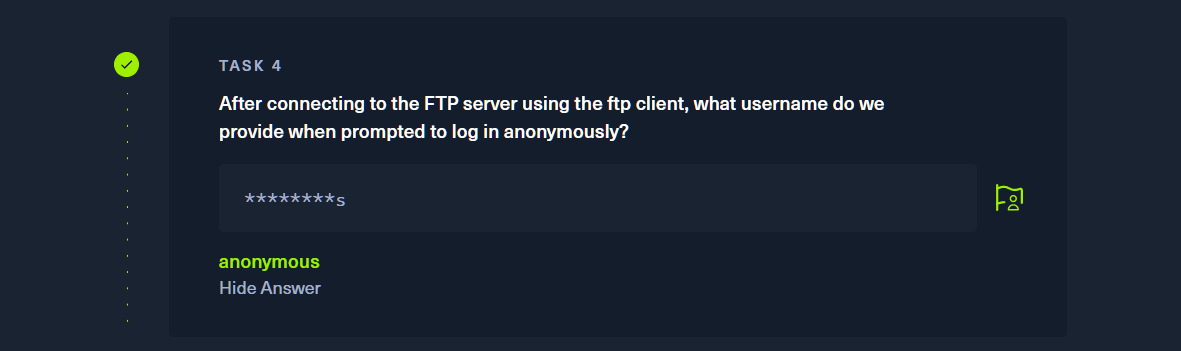 TASK 4
After connecting to the FTP server using the ftp client, what username do we
provide when prompted to log in anonymously?
********s
anonymous
Hide Answer